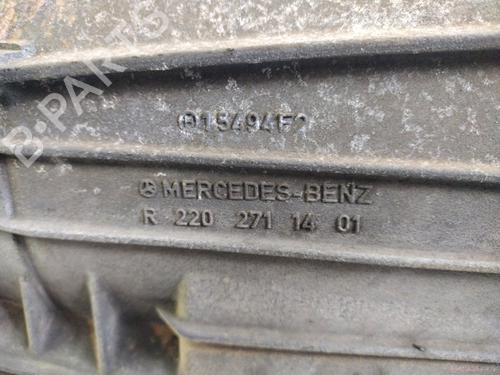 B-PARTS
15494F2
MERCEDES-BENZ
R 220 271 14 01